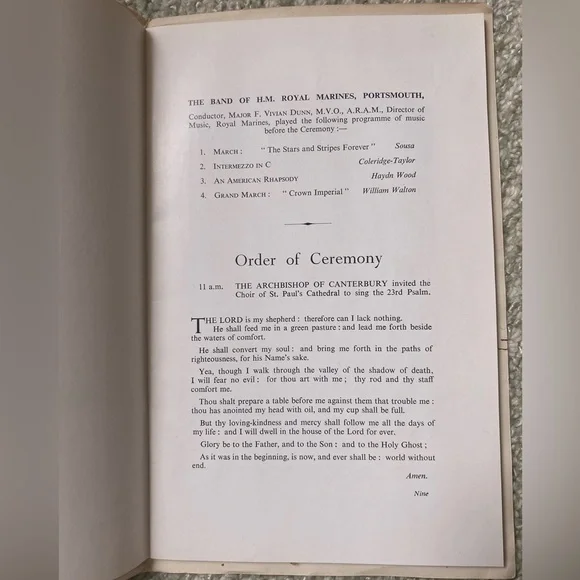 THE BAND OF H.M. ROYAL MARINES, PORTSMOUTH,
Conductor, MAJOR F. VIVIAN DUNN, M.V.O., A.R.A.M., Director of
Music, Royal Marines, played the following programme of music
before the Ceremony :—
1. MARCH : " The Stars and Stripes Forever " Sousa
2. INTERMEZZO IN C Coleridge-Taylor
3. AN AMERICAN RHAPSODY Haydn Wood
4. GRAND MARCH : " Crown Imperial " William Walton
Order of Ceremony
11 a.m. THE ARCHBISHOP OF CANTERBURY invited the
Choir of St. Paul's Cathedral to sing the 23rd Psalm.
THE LORD is my shepherd : therefore can I lack nothing.
He shall feed me in a green pasture : and lead me forth beside
the waters of comfort.
He shall convert my soul : and bring me forth in the paths of
righteousness, for his Name's sake.
Yea, though I walk through the valley of the shadow of death,
I will fear no evil : for thou art with me ; thy rod and thy staff
comfort me.
Thou shalt prepare a table before me against them that trouble me :
thou has anointed my head with oil, and my cup shall be full.
But thy loving-kindness and mercy shall follow me all the days of
my life : and I will dwell in the house of the Lord for ever.
Glory be to the Father, and to the Son : and to the Holy Ghost ;
As it was in the beginning, is now, and ever shall be : world without
end.
Amen.
Nine